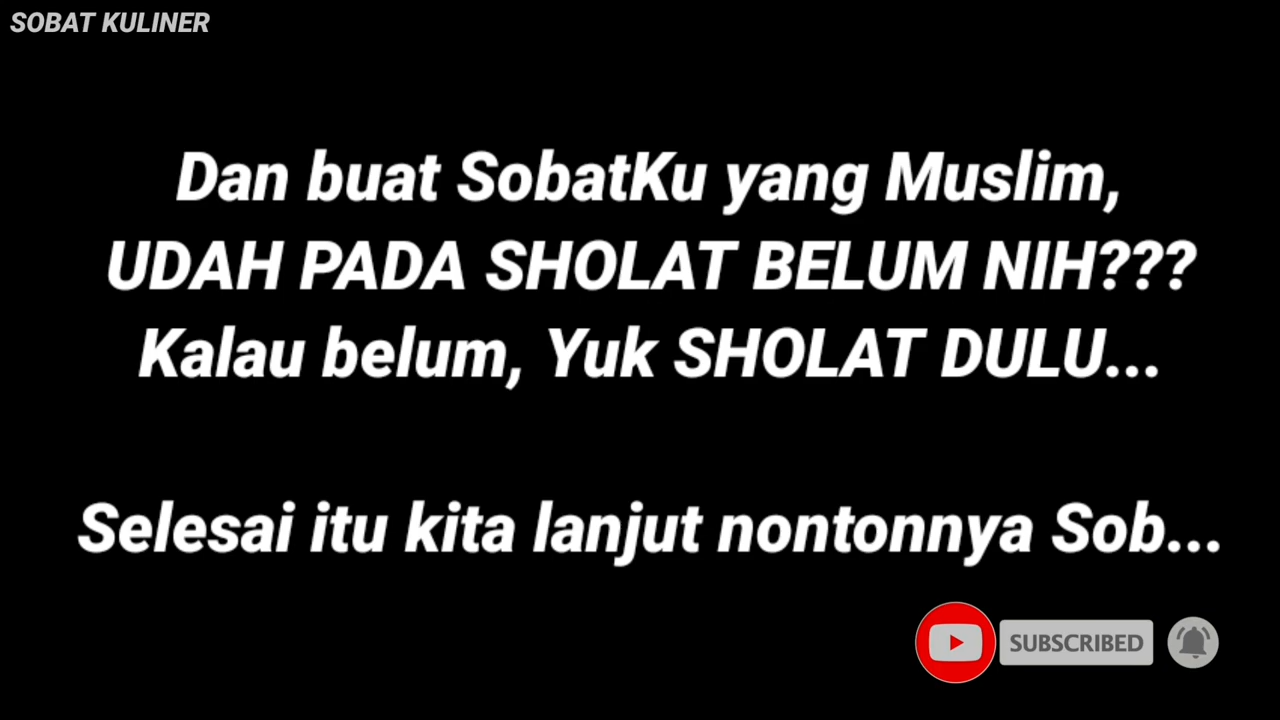 SOBAT KULINER
Dan buat SobatKu yang Muslim,
UDAH PADA SHOLAT BELUM NIH???
Kalau belum, Yuk SHOLAT DULU...
Selesai itu kita lanjut nontonnya Sob...
SUBSCRIBED